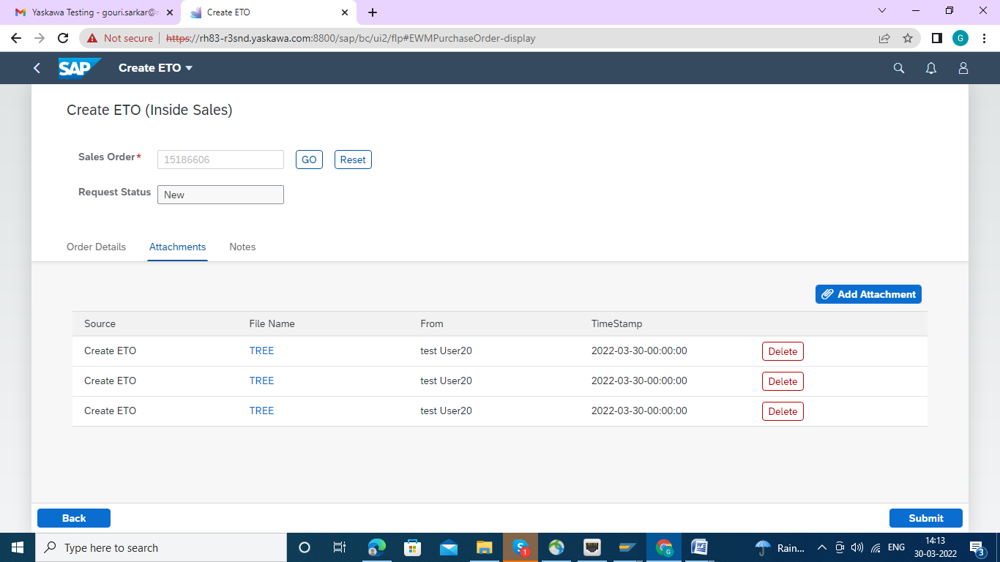 Yaskawa Testing - gouri.sarkar@
Create ETO
Not secure
https://rh83-r3snd.yaskawa.com:8800/sap/bc/ui2/flp#EWMPurchaseOrder-display
G
SAP
Create ETO
Create ETO (Inside Sales)
Sales Order*
15186606
GO
Reset
Request Status
New
Order Details
Attachments
Notes
Add Attachment
Source File Name From TimeStamp
Create ETO TREE test User20 2022-03-30-00:00:00 Delete
Create ETO TREE test User20 2022-03-30-00:00:00 Delete
Create ETO TREE test User20 2022-03-30-00:00:00 Delete
Back
Submit
Type here to search
1
G
Rain...
ENG
14:13
30-03-2022
3